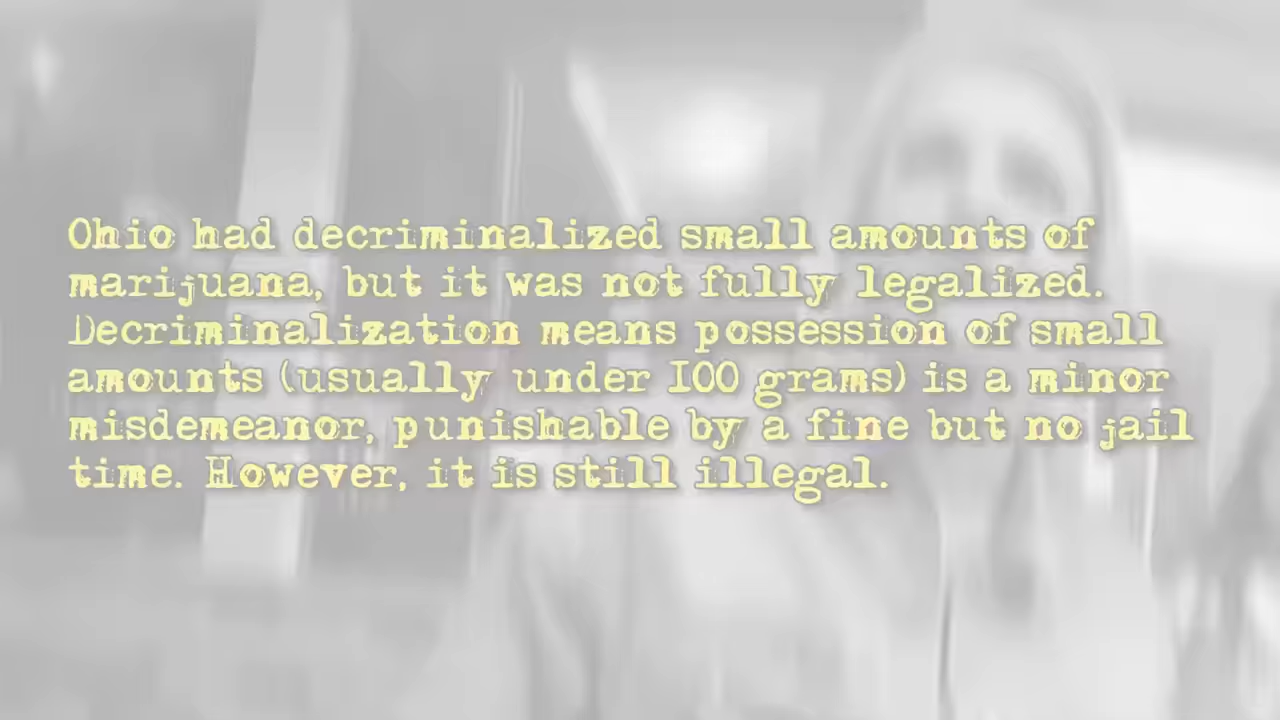 Ohio had decriminalized small amounts of
marijuana, but it was not fully legalized.
Decriminalization means possession of small
amounts (usually under 100 grams) is a minor
misdemeanor, punishable by a fine but no jail
time. However, it is still illegal.